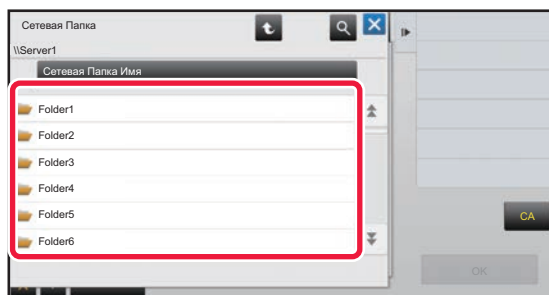 Сетевая Папка
\\Server1
Сетевая Папка Имя
Folder1
Folder2
Folder3
Folder4
Folder5
Folder6
CA
OK